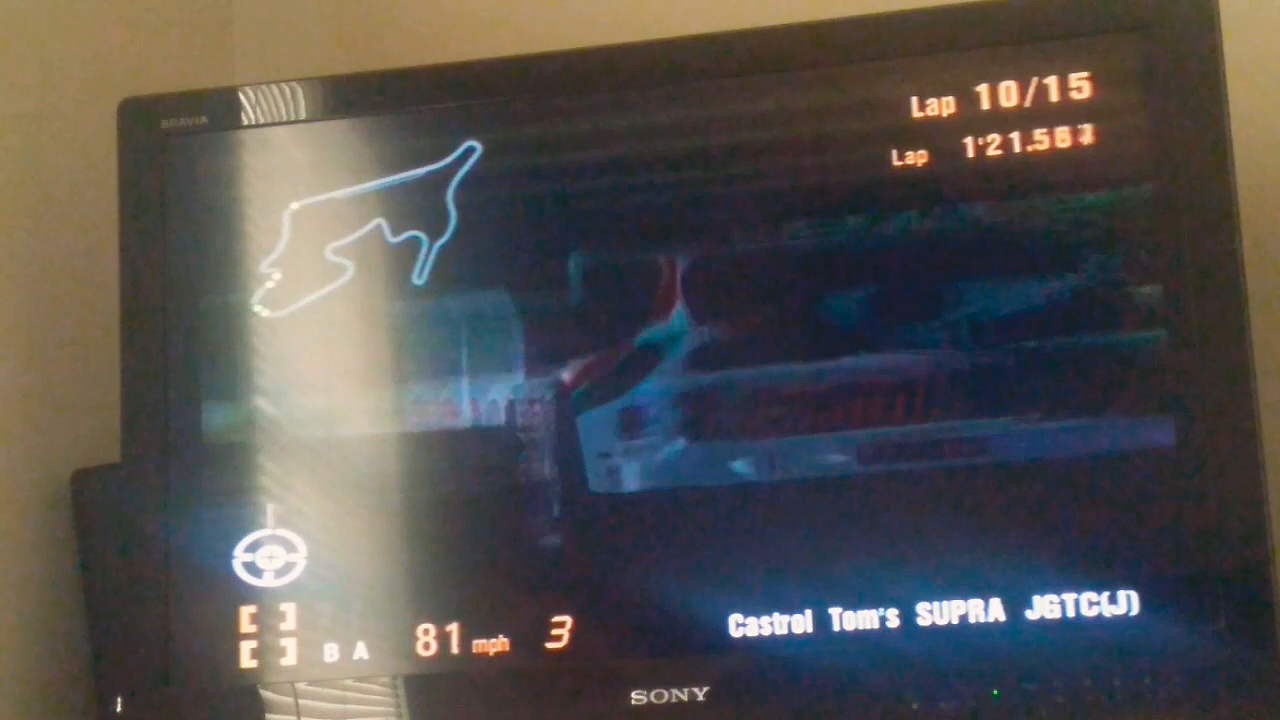 BRAVIA
Lap 10/15
Lap
B A
81 mph 3
Castrol Tom's SUPRA JGTC(J)
SONY